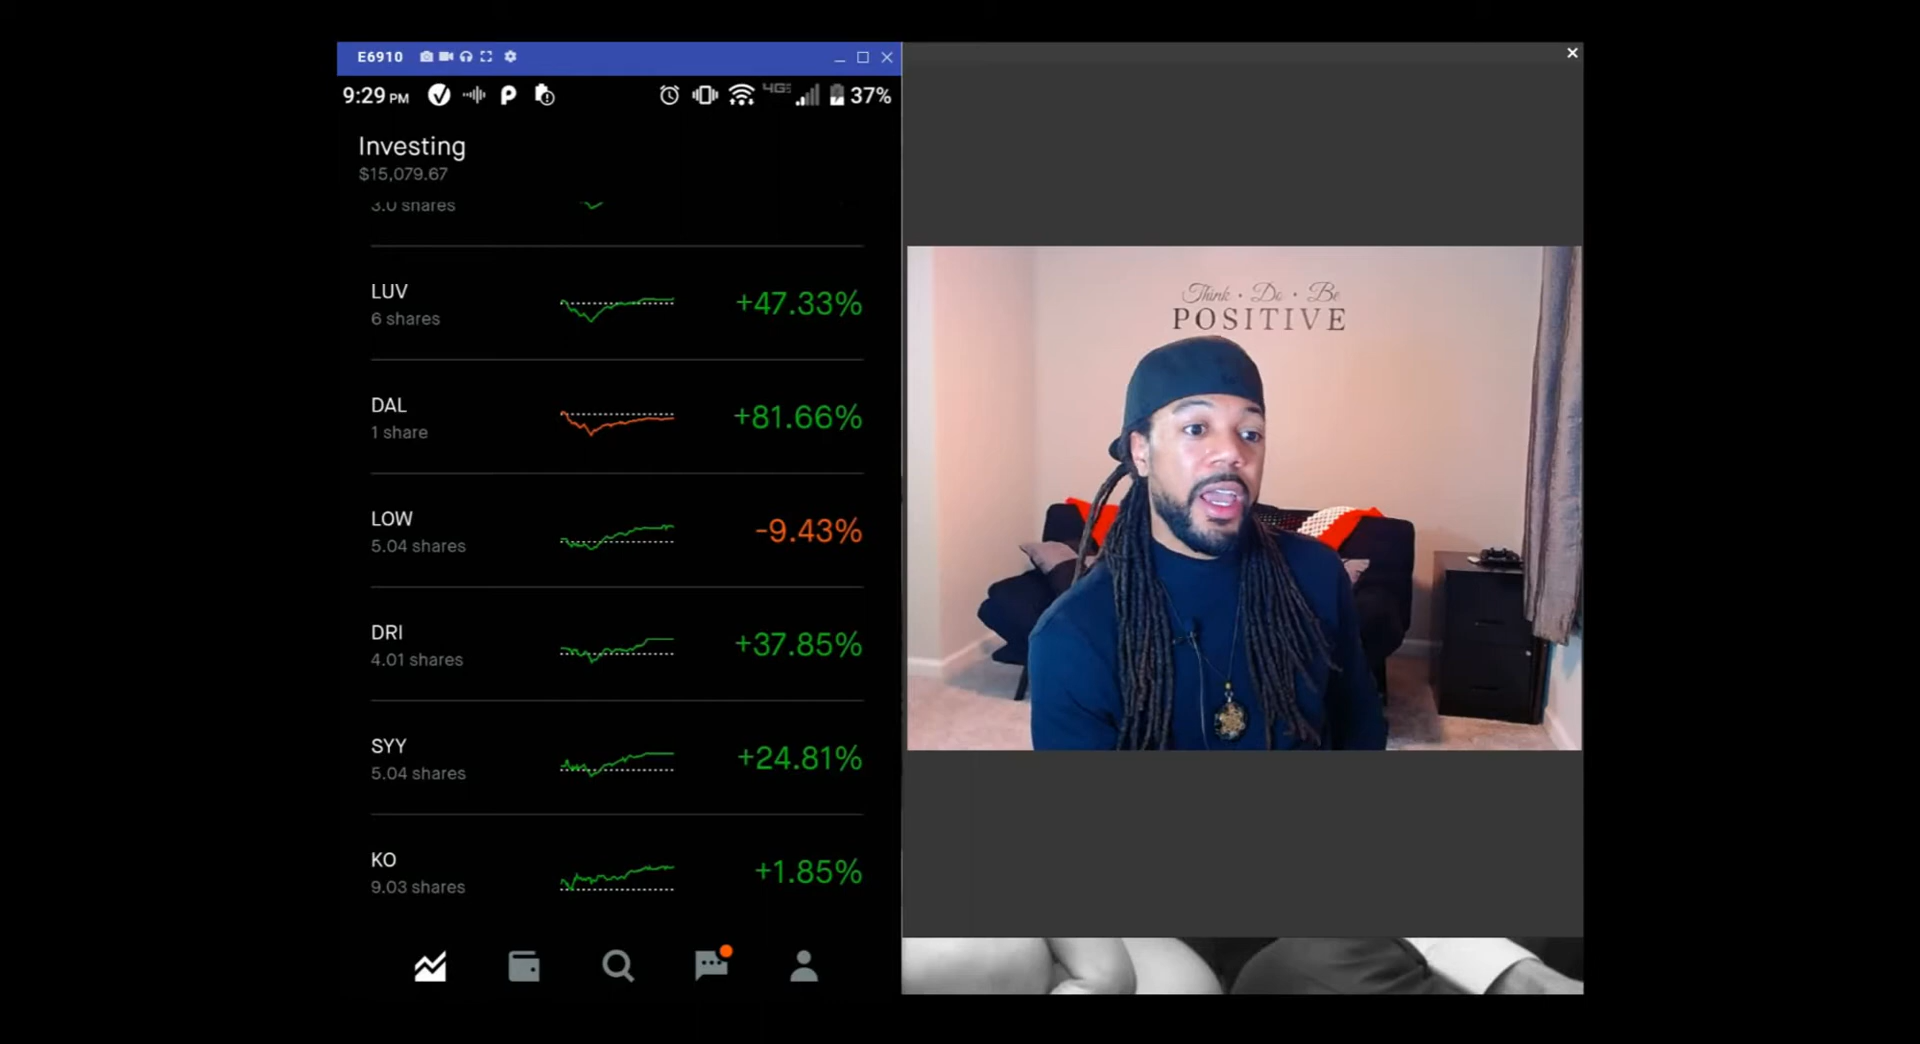 E6910
9:29 PM
4G
37%
Investing
$15,079.67
3.0 shares
LUV
6 shares
+47.33%
DAL
1 share
+81.66%
LOW
5.04 shares
-9.43%
DRI
4.01 shares
+37.85%
SYY
5.04 shares
+24.81%
KO
9.03 shares
+1.85%
Think • Do • Be
POSITIVE